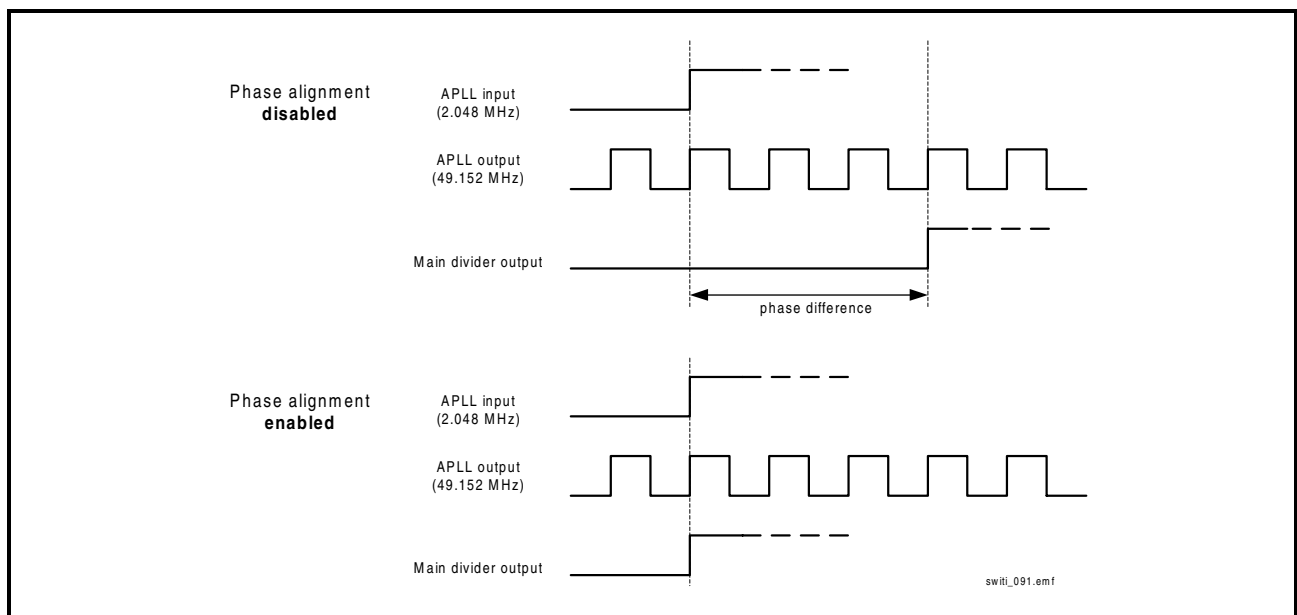 Phase alignment
disabled
APLL input
(2.048 MHz)
APLL output
(49.152 MHz)
Main divider output
phase difference
Phase alignment
enabled
APLL input
(2.048 MHz)
APLL output
(49.152 MHz)
Main divider output
switi_091.emf